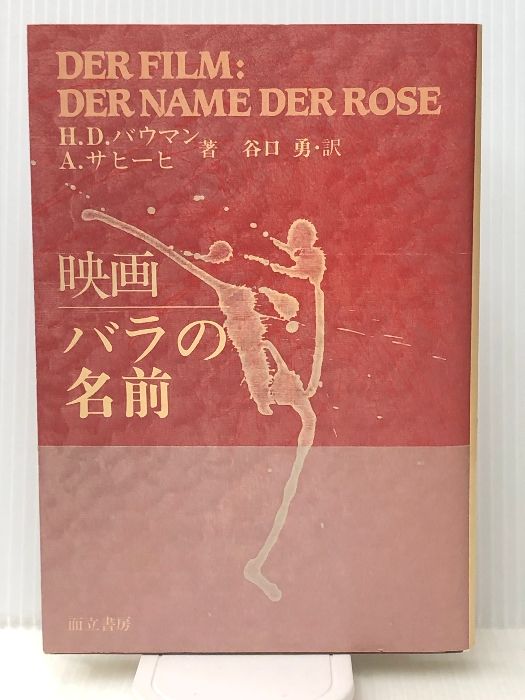 DER FILM:
DER NAME DER ROSE
H.D.バウマン
A.サヒーヒ
著 谷口 勇・訳
映画
バラの
名前
而立書房